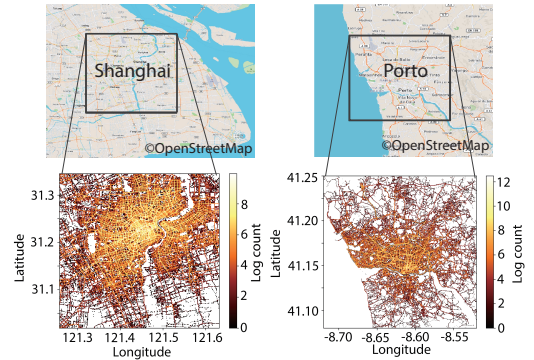 Shanghai
©OpenStreetMap
Porto
©OpenStreetMap
31.3
31.2
31.1
Latitude
121.3 121.4 121.5 121.6
Longitude
8
6
4
2
0
Log count
41.25
41.20
41.15
41.10
Latitude
-8.70 -8.65 -8.60 -8.55
Longitude
12
10
8
6
4
2
0
Log count